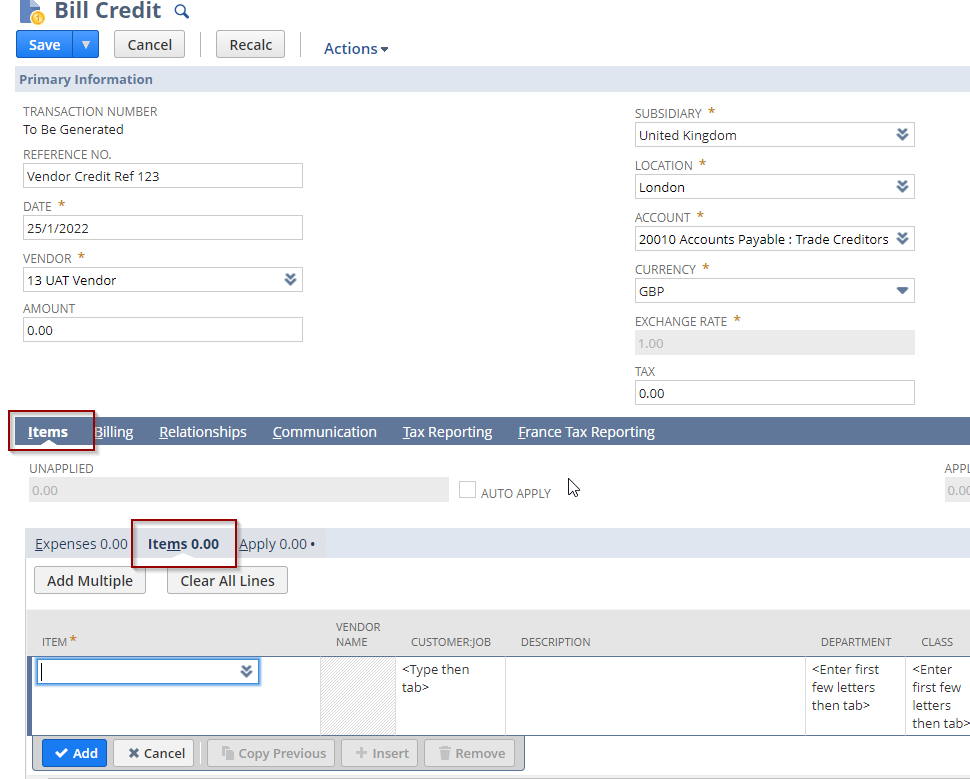 Bill Credit
Save Cancel Recalc Actions
Primary Information
TRANSACTION NUMBER
To Be Generated
REFERENCE NO.
Vendor Credit Ref 123
DATE *
25/1/2022
VENDOR *
13 UAT Vendor
AMOUNT
0.00
SUBSIDIARY *
United Kingdom
LOCATION *
London
ACCOUNT *
20010 Accounts Payable : Trade Creditors
CURRENCY *
GBP
EXCHANGE RATE *
1.00
TAX
0.00
Items Billing Relationships Communication Tax Reporting France Tax Reporting
UNAPPLIED
0.00
AUTO APPLY
APPL
0.00
Expenses 0.00 Items 0.00 Apply 0.00 •
Add Multiple Clear All Lines
ITEM * VENDOR NAME CUSTOMER:JOB DESCRIPTION DEPARTMENT CLASS
<Type then
tab>
<Enter first
few letters
then tab>
<Enter
first few
letters
then tab>
Add Cancel Copy Previous Insert Remove